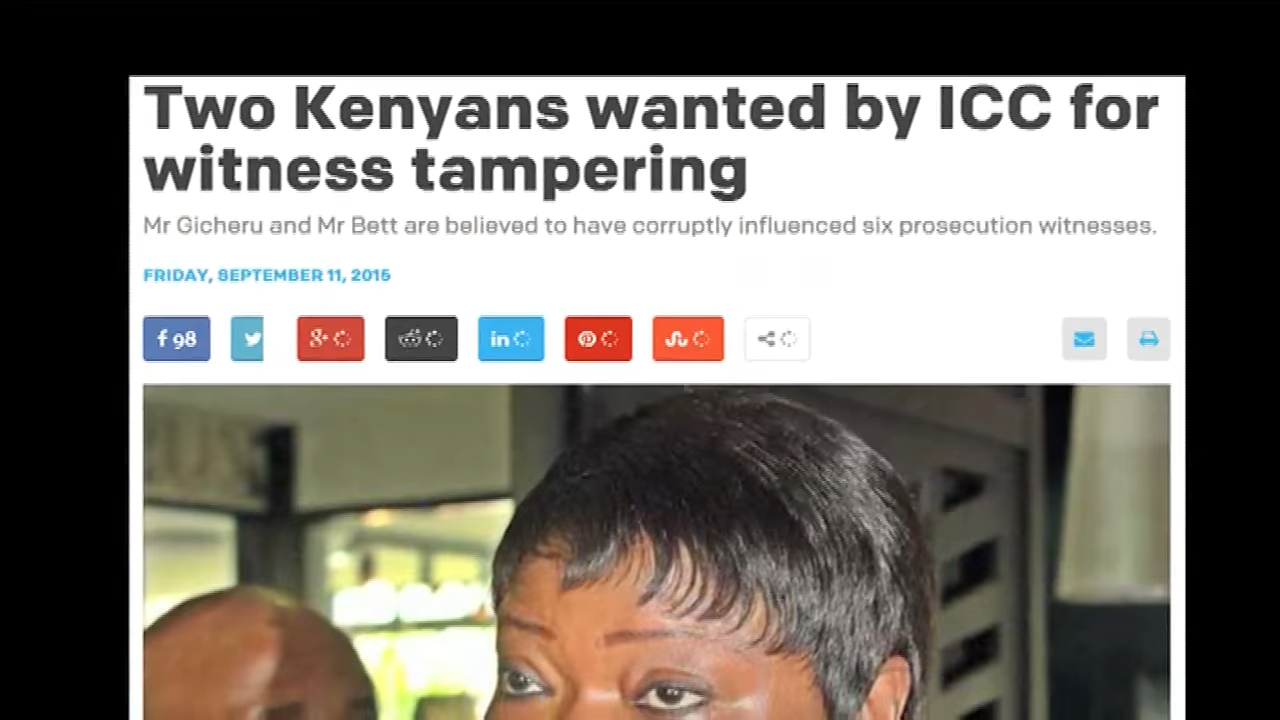 Two Kenyans wanted by ICC for
witness tampering
Mr Gicheru and Mr Bett are believed to have corruptly influenced six prosecution witnesses.
FRIDAY, SEPTEMBER 11, 2015
f 98
g+
in